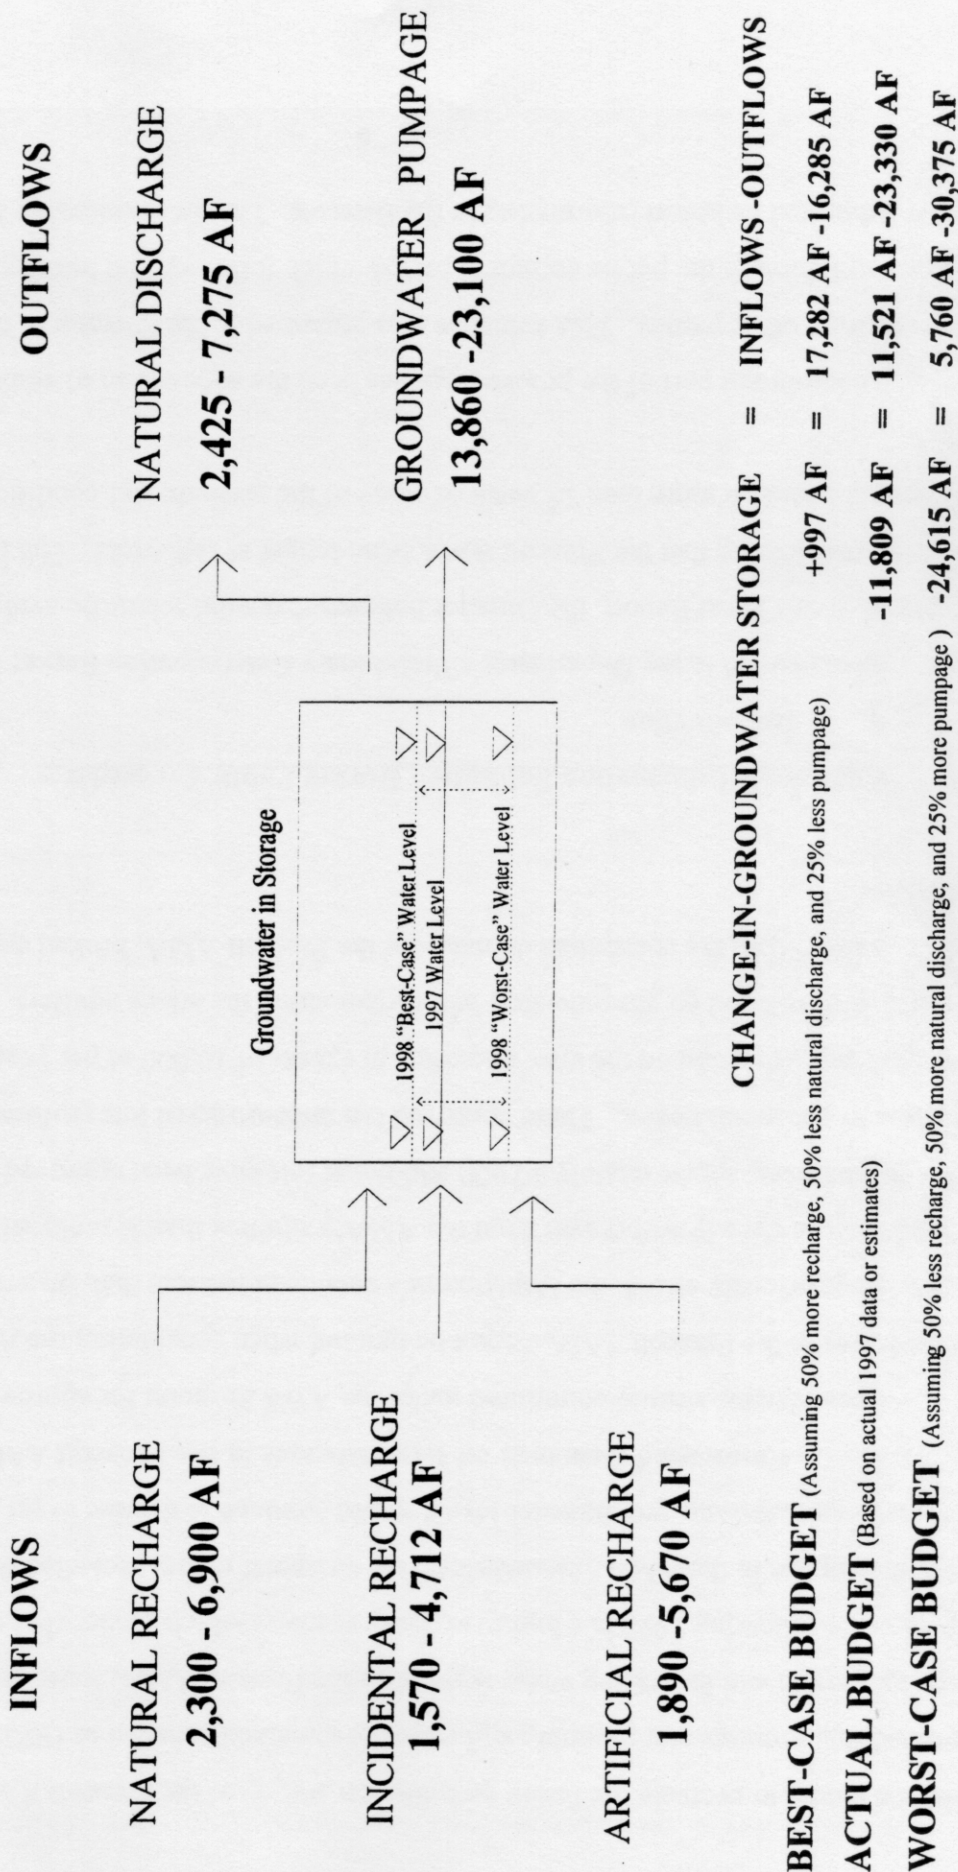 INFLOWS
OUTFLOWS
NATURAL RECHARGE
2,300 - 6,900 AF
INCIDENTAL RECHARGE
1,570 - 4,712 AF
ARTIFICIAL RECHARGE
1,890 -5,670 AF
Groundwater in Storage
1998 “Best-Case” Water Level
1997 Water Level
1998 “Worst-Case” Water Level
NATURAL DISCHARGE
2,425 7,275 AF
GROUNDWATER PUMPAGE
13,860 -23,100 AF
CHANGE-IN-GROUNDWATER STORAGE = INFLOWS -OUTFLOWS
BEST-CASE BUDGET (Assuming 50% more recharge, 50% less natural discharge, and 25% less pumpage) +997 AF = 17,282 AF -16,285 AF
ACTUAL BUDGET (Based on actual 1997 data or estimates) -11,809 AF = 11,521 AF -23,330 AF
WORST-CASE BUDGET (Assuming 50% less recharge, 50% more natural discharge, and 25% more pumpage ) -24,615 AF = 5,760 AF -30,375 AF